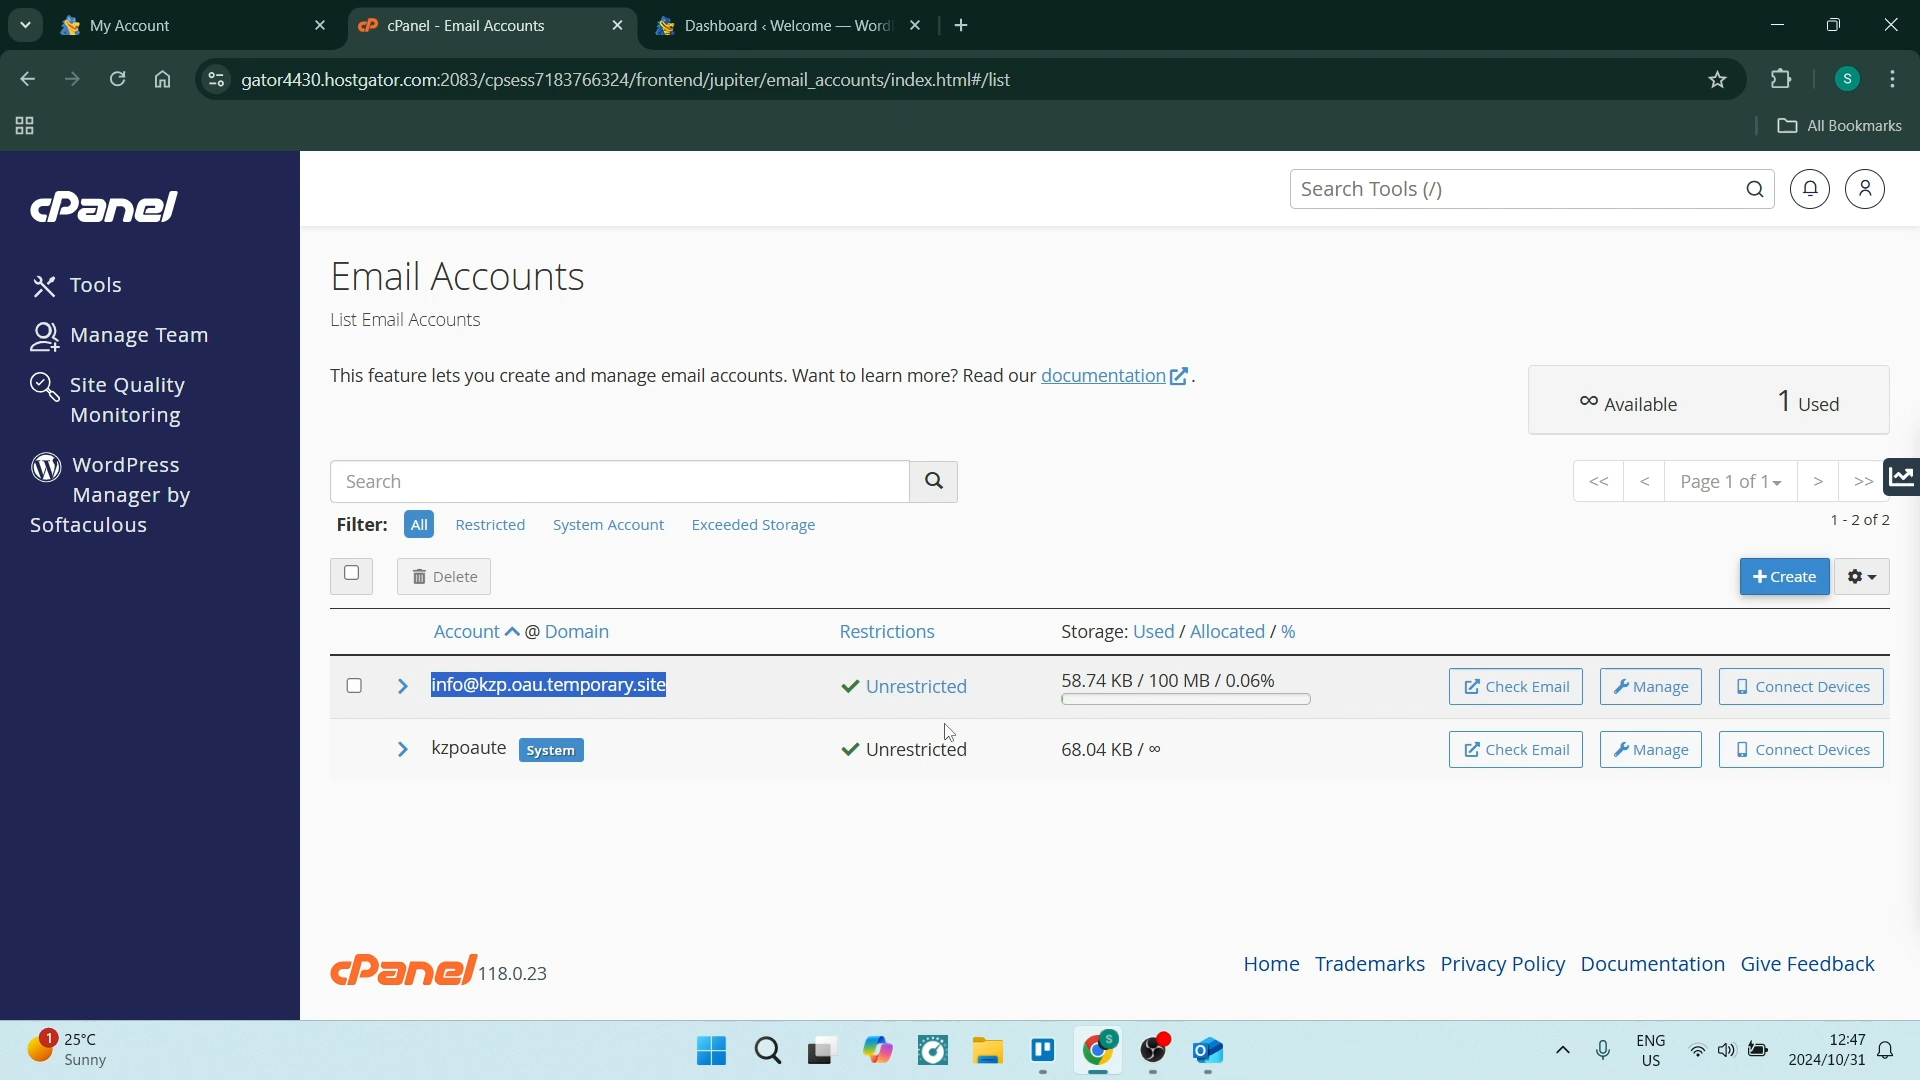 My Account
cPanel - Email Accounts
Dashboard ‹ Welcome — Word
gator4430.hostgator.com:2083/cpsess7183766324/frontend/jupiter/email_accounts/index.html#/list
S
All Bookmarks
cPanel
Search Tools (/)
Tools
Manage Team
Site Quality
Monitoring
WordPress
Manager by
Softaculous
Email Accounts
List Email Accounts
This feature lets you create and manage email accounts. Want to learn more? Read our documentation.
∞ Available 1 Used
Search
<< < Page 1 of 1 > >>
Filter: All Restricted System Account Exceeded Storage
1 - 2 of 2
Delete
+ Create
Account @ Domain Restrictions Storage: Used / Allocated / %
info@kzp.oau.temporary.site Unrestricted 58.74 KB / 100 MB / 0.06% Check Email Manage Connect Devices
kzpoaute System Unrestricted 68.04 KB / ∞ Check Email Manage Connect Devices
cPanel 118.0.23
Home Trademarks Privacy Policy Documentation Give Feedback
1
25°C
Sunny
S
ENG
US
12:47
2024/10/31